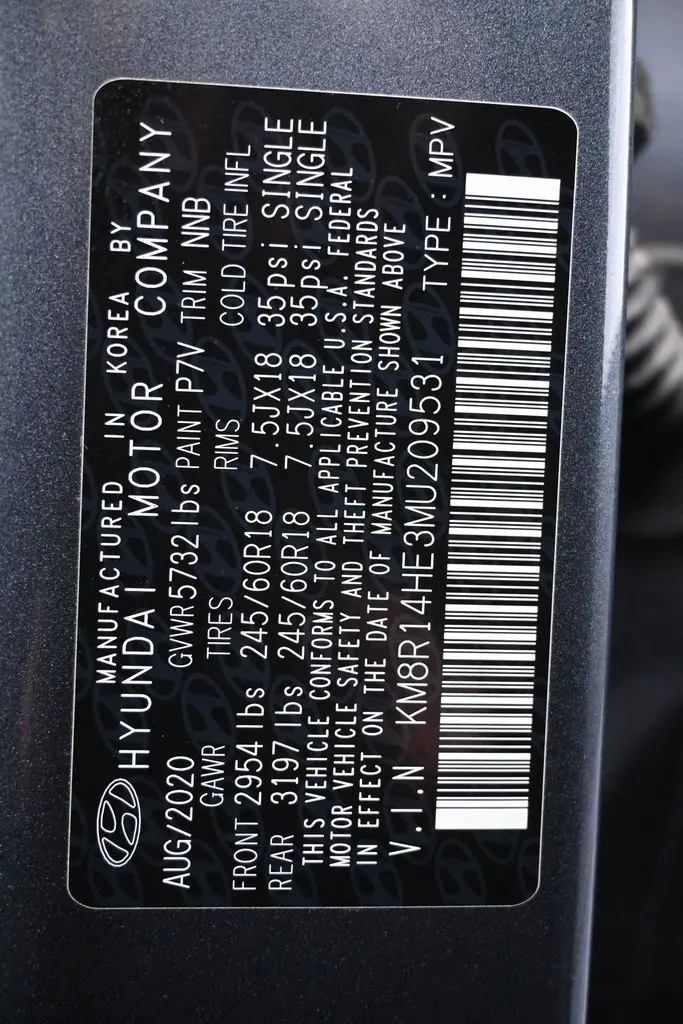 MANUFACTURED IN KOREA BY
HYUNDAI MOTOR COMPANY
AUG/2020 GVWR 5732 lbs PAINT P7V TRIM NNB
GAWR TIRES RIMS COLD TIRE INFL
FRONT 2954 lbs 245/60R18 7.5JX18 35psi SINGLE
REAR 3197 lbs 245/60R18 7.5JX18 35psi SINGLE
THIS VEHICLE CONFORMS TO ALL APPLICABLE U.S.A. FEDERAL
MOTOR VEHICLE SAFETY AND THEFT PREVENTION STANDARDS
IN EFFECT ON THE DATE OF MANUFACTURE SHOWN ABOVE
V.I.N KM8R14HE3MU209531 TYPE : MPV